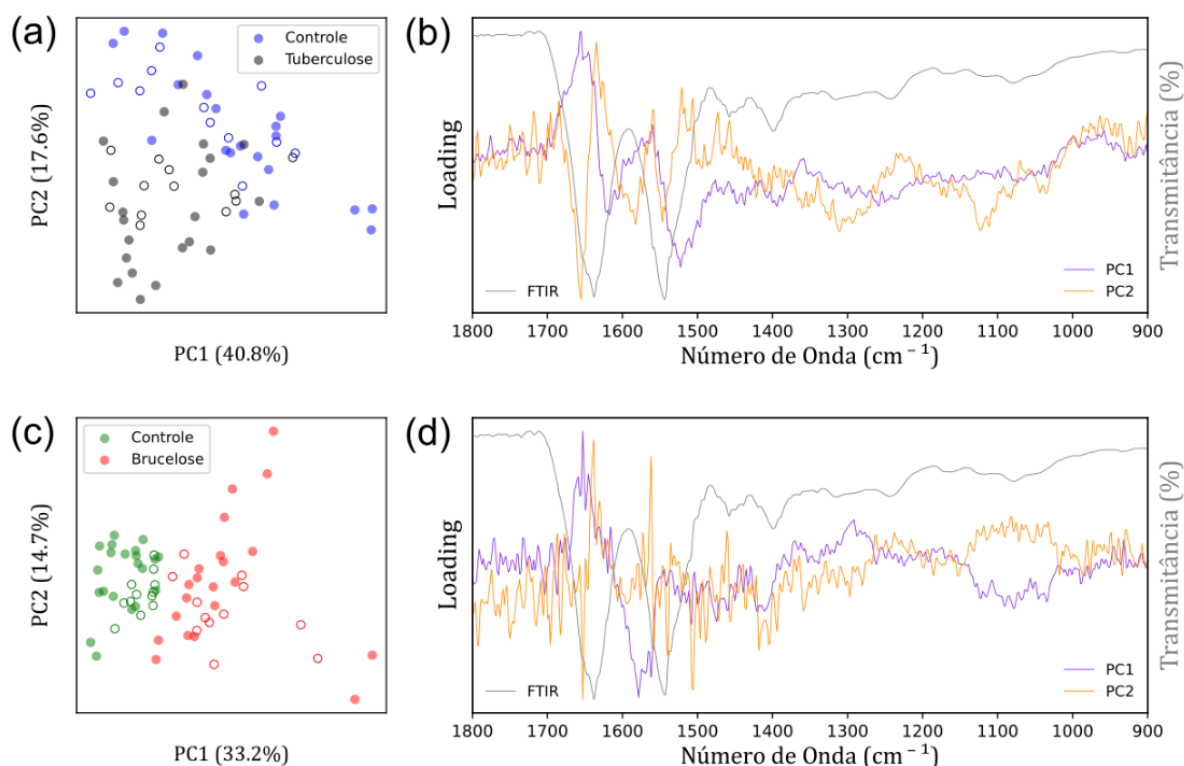 (a)
Controle
Tuberculose
PC2 (17.6%)
PC1 (40.8%)
(b)
Loading
Transmitância (%)
FTIR
PC1
PC2
1800 1700 1600 1500 1400 1300 1200 1100 1000 900
Número de Onda (cm⁻¹)
(c)
Controle
Brucelose
PC2 (14.7%)
PC1 (33.2%)
(d)
Loading
Transmitância (%)
FTIR
PC1
PC2
1800 1700 1600 1500 1400 1300 1200 1100 1000 900
Número de Onda (cm⁻¹)